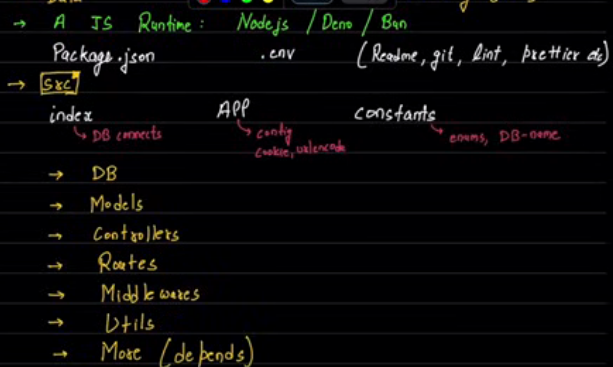 → A JS Runtime : Nodejs / Deno / Bun
Package.json .env (Readme, git, lint, prettier etc)
→ src
index APP constants
↳ DB connects ↳ config ↳ enums, DB-name
cookie, urlencode
→ DB
→ Models
→ Controllers
→ Routes
→ Middlewares
→ Utils
→ More (depends)